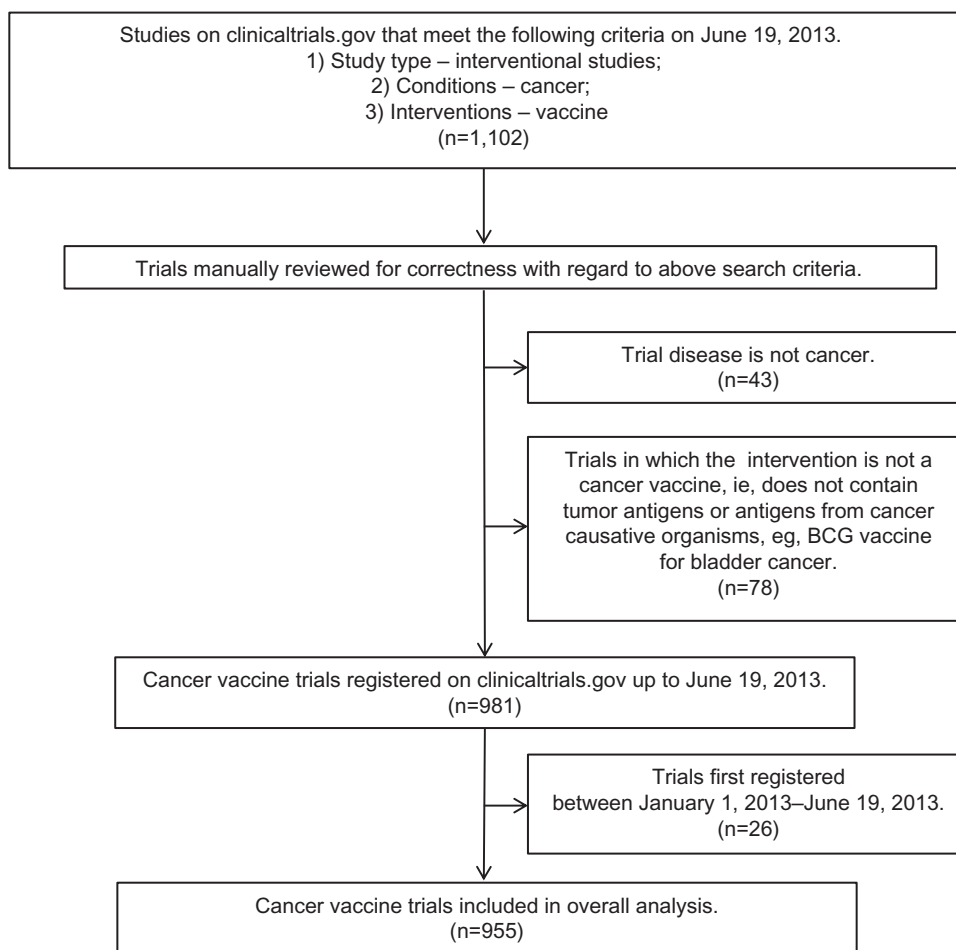 Studies on clinicaltrials.gov that meet the following criteria on June 19, 2013.
1) Study type – interventional studies;
2) Conditions – cancer;
3) Interventions – vaccine
(n=1,102)
Trials manually reviewed for correctness with regard to above search criteria.
Trial disease is not cancer.
(n=43)
Trials in which the intervention is not a
cancer vaccine, ie, does not contain
tumor antigens or antigens from cancer
causative organisms, eg, BCG vaccine
for bladder cancer.
(n=78)
Cancer vaccine trials registered on clinicaltrials.gov up to June 19, 2013.
(n=981)
Trials first registered
between January 1, 2013–June 19, 2013.
(n=26)
Cancer vaccine trials included in overall analysis.
(n=955)